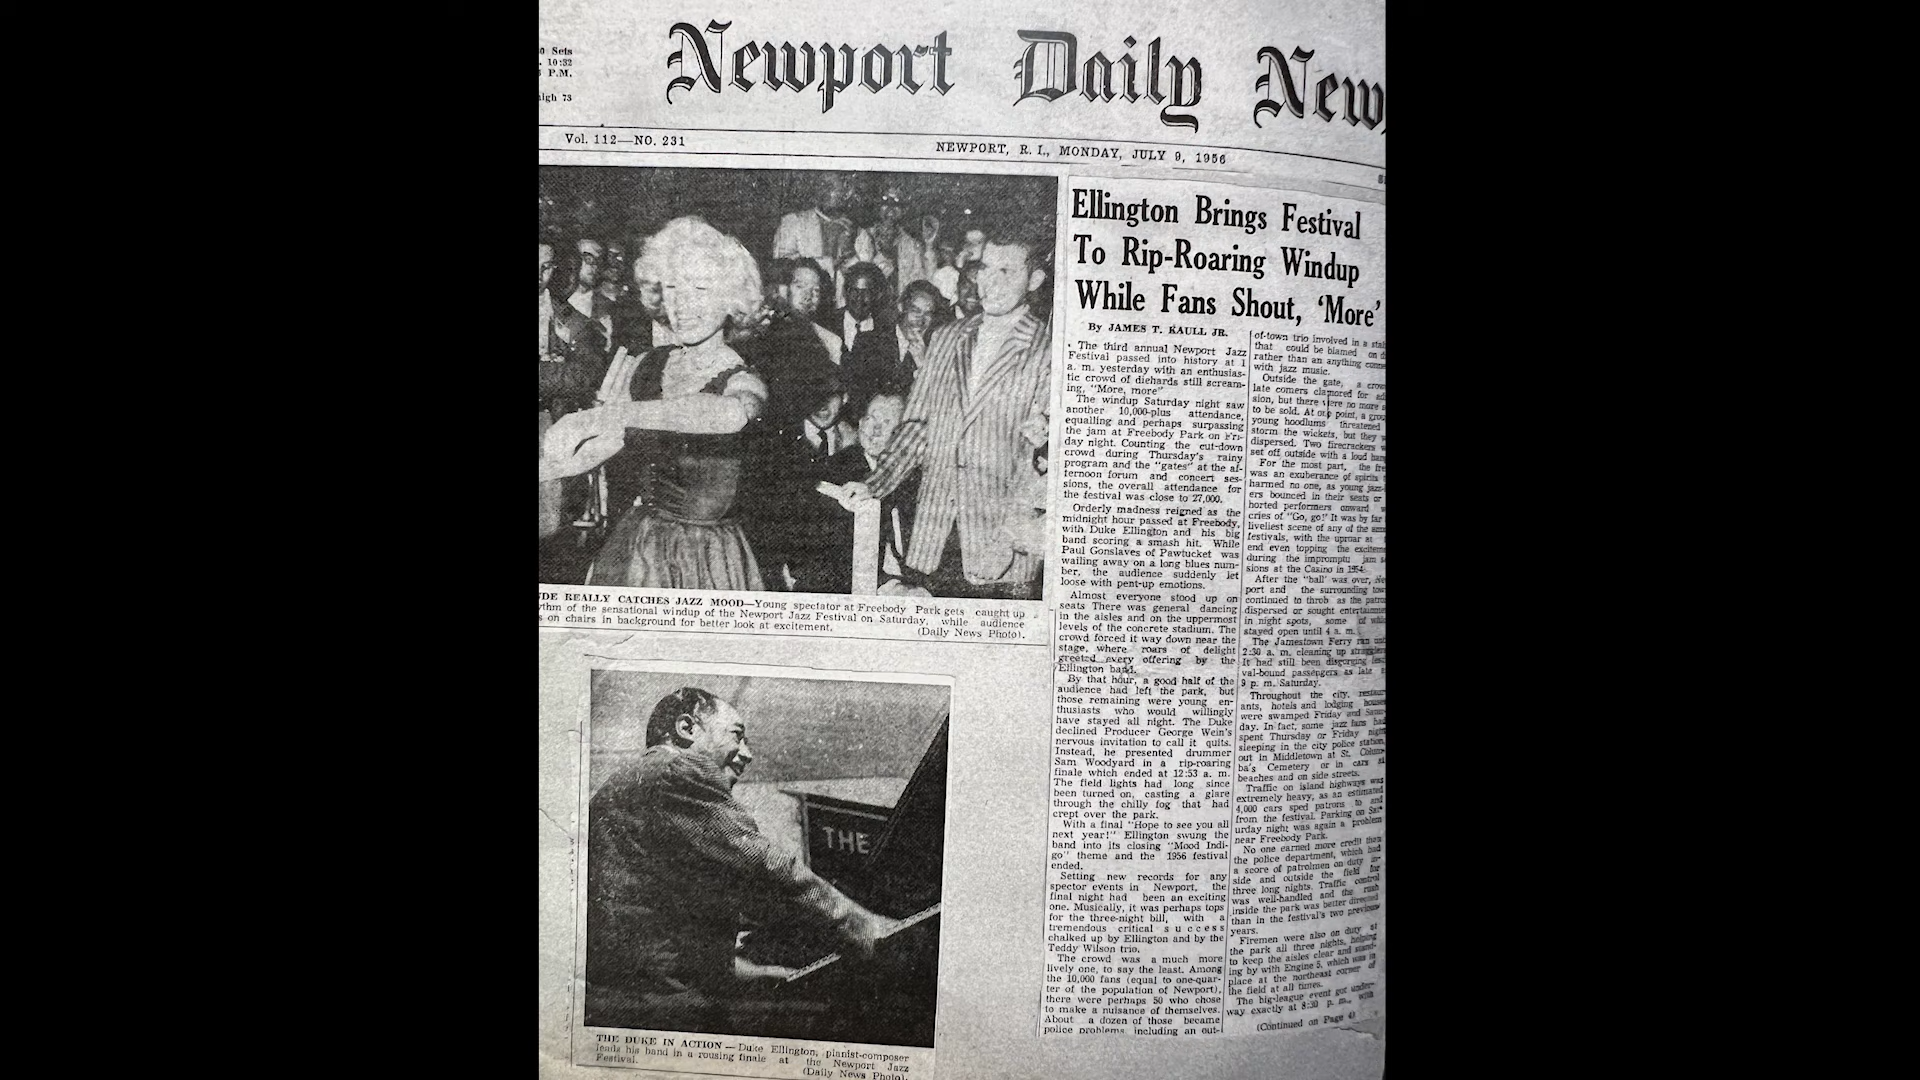 0 Sets
. 10:32
P.M.
high 73
Newport Daily New
Vol. 112—NO. 231
NEWPORT, R. I., MONDAY, JULY 9, 1956
Ellington Brings Festival
To Rip-Roaring Windup
While Fans Shout, 'More'
By JAMES T. KAULL JR.
The third annual Newport Jazz
Festival passed into history at 1
a. m. yesterday with an enthusias-
tic crowd of diehards still scream-
ing, "More, more"
The windup Saturday night saw
another 10,000-plus attendance,
equalling and perhaps surpassing
the jam at Freebody Park on Fri-
day night. Counting the cut-down
crowd during Thursday's rainy
program and the "gates" at the af-
ternoon forum and concert ses-
sions, the overall attendance for
the festival was close to 27,000.
Orderly madness reigned as the
midnight hour passed at Freebody,
with Duke Ellington and his big
band scoring a smash hit. While
Paul Gonslaves of Pawtucket was
wailing away on a long blues num-
ber, the audience suddenly let
loose with pent-up emotions.
Almost everyone stood up on
seats There was general dancing
in the aisles and on the uppermost
levels of the concrete stadium. The
crowd forced it way down near the
stage, where roars of delight
greeted every offering by the
Ellington band.
By that hour, a good half of the
audience had left the park, but
those remaining were young en-
thusiasts who would willingly
have stayed all night. The Duke
declined Producer George Wein's
nervous invitation to call it quits.
Instead, he presented drummer
Sam Woodyard in a rip-roaring
finale which ended at 12:53 a. m.
The field lights had long since
been turned on, casting a glare
through the chilly fog that had
crept over the park.
With a final "Hope to see you all
next year!" Ellington swung the
band into its closing "Mood Indi-
go" theme and the 1956 festival
ended.
Setting new records for any
spector events in Newport, the
final night had been an exciting
one. Musically, it was perhaps tops
for the three-night bill, with a
tremendous critical success
chalked up by Ellington and by the
Teddy Wilson trio.
The crowd was a much more
lively one, to say the least. Among
the 10,000 fans (equal to one-quar-
ter of the population of Newport),
there were perhaps 50 who chose
to make a nuisance of themselves.
About a dozen of those became
police problems including an out-
of-town trio involved in a
that could be blamed on
rather than an anything
with jazz music.
Outside the gate, a
late comers clamored for
sion, but there were no more
to be sold. At one point, a
young hoodlums threatened
storm the wickets, but they
dispersed. Two firecrackers
set off outside with a loud
For the most part, the
was an exuberance of spirits
harmed no one, as young jazz-
ers bounced in their seats or
horted performers onward
cries of "Go, go!" It was by far
liveliest scene of any of the
festivals, with the uproar at
end even topping the
during the impromptu jam
sions at the Casino in 1954.
After the "ball" was over,
port and the surrounding
continued to throb as the
dispersed or sought
in night spots, some of
stayed open until 4 a. m.
The Jamestown Ferry ran
2:30 a. m. cleaning up
It had still been disgorging
val-bound passengers as late
9 p. m. Saturday.
Throughout the city,
ants, hotels and lodging
were swamped Friday and
day. In fact, some jazz fans had
spent Thursday or Friday night
sleeping in the city police station,
out in Middletown at St. Colum-
ba's Cemetery or in cars at
beaches and on side streets.
Traffic on island highways was
extremely heavy, as an estimated
4,000 cars sped patrons to and
from the festival. Parking on Sat-
urday night was again a problem
near Freebody Park.
No one earned more credit than
the police department, which had
a score of patrolmen on duty in-
side and outside the field for
three long nights. Traffic control
was well-handled and the rush
inside the park was better directed
than in the festival's two previous
years.
Firemen were also on duty at
the park all three nights, helping
to keep the aisles clear and stand-
ing by with Engine 5, which was in
place at the northeast corner of
the field at all times.
The big-league event got under-
way exactly at 8:30 p. m., with
(Continued on Page 4)
NDE REALLY CATCHES JAZZ MOOD—Young spectator at Freebody Park gets caught up
ythm of the sensational windup of the Newport Jazz Festival on Saturday, while audience
s on chairs in background for better look at excitement.
(Daily News Photo).
THE
THE DUKE IN ACTION — Duke Ellington, pianist-composer
leads his band in a rousing finale at the Newport Jazz
Festival.
(Daily News Photo).